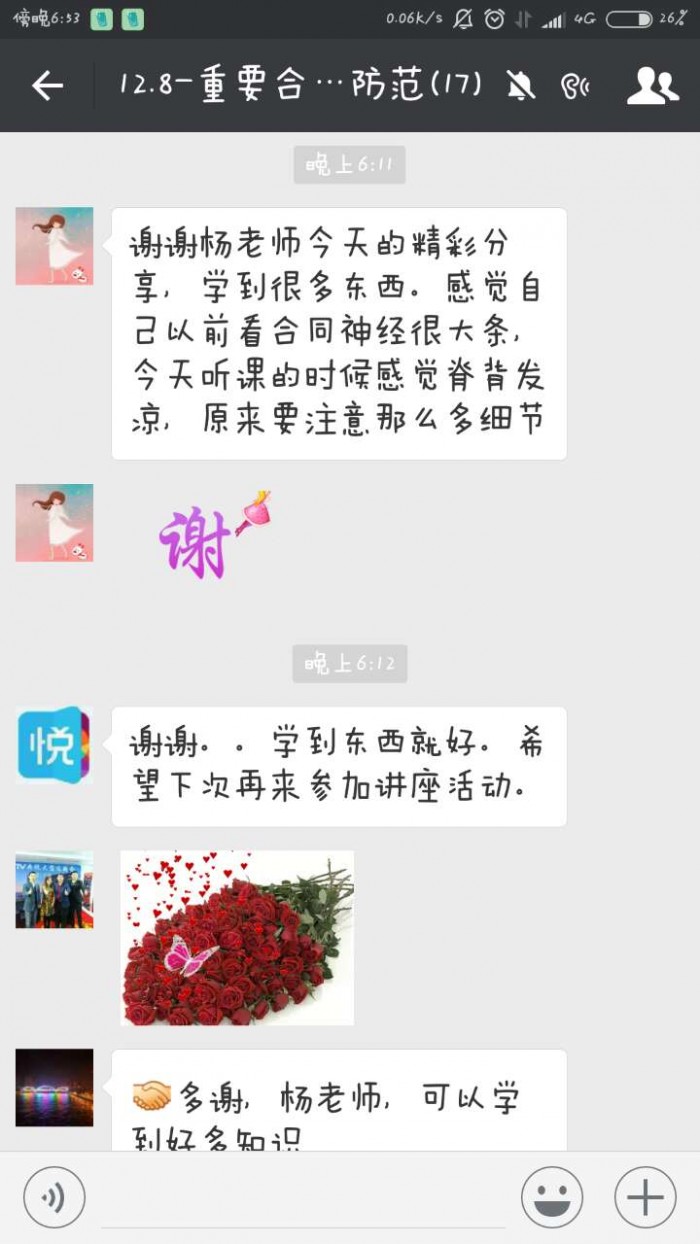 傍晚6:53
0.06k/s
4G
26%
12.8-重要合…防范(17)
晚上6:11
谢谢杨老师今天的精彩分
享，学到很多东西。感觉自
己以前看合同神经很大条，
今天听课的时候感觉脊背发
凉，原来要注意那么多细节
谢
晚上6:12
悦
谢谢。。学到东西就好。希
望下次再来参加讲座活动。
多谢，杨老师，可以学
到好多知识